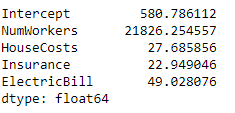 Intercept 580.786112
NumWorkers 21826.254557
HouseCosts 27.685856
Insurance 22.949046
ElectricBill 49.028076
dtype: float64